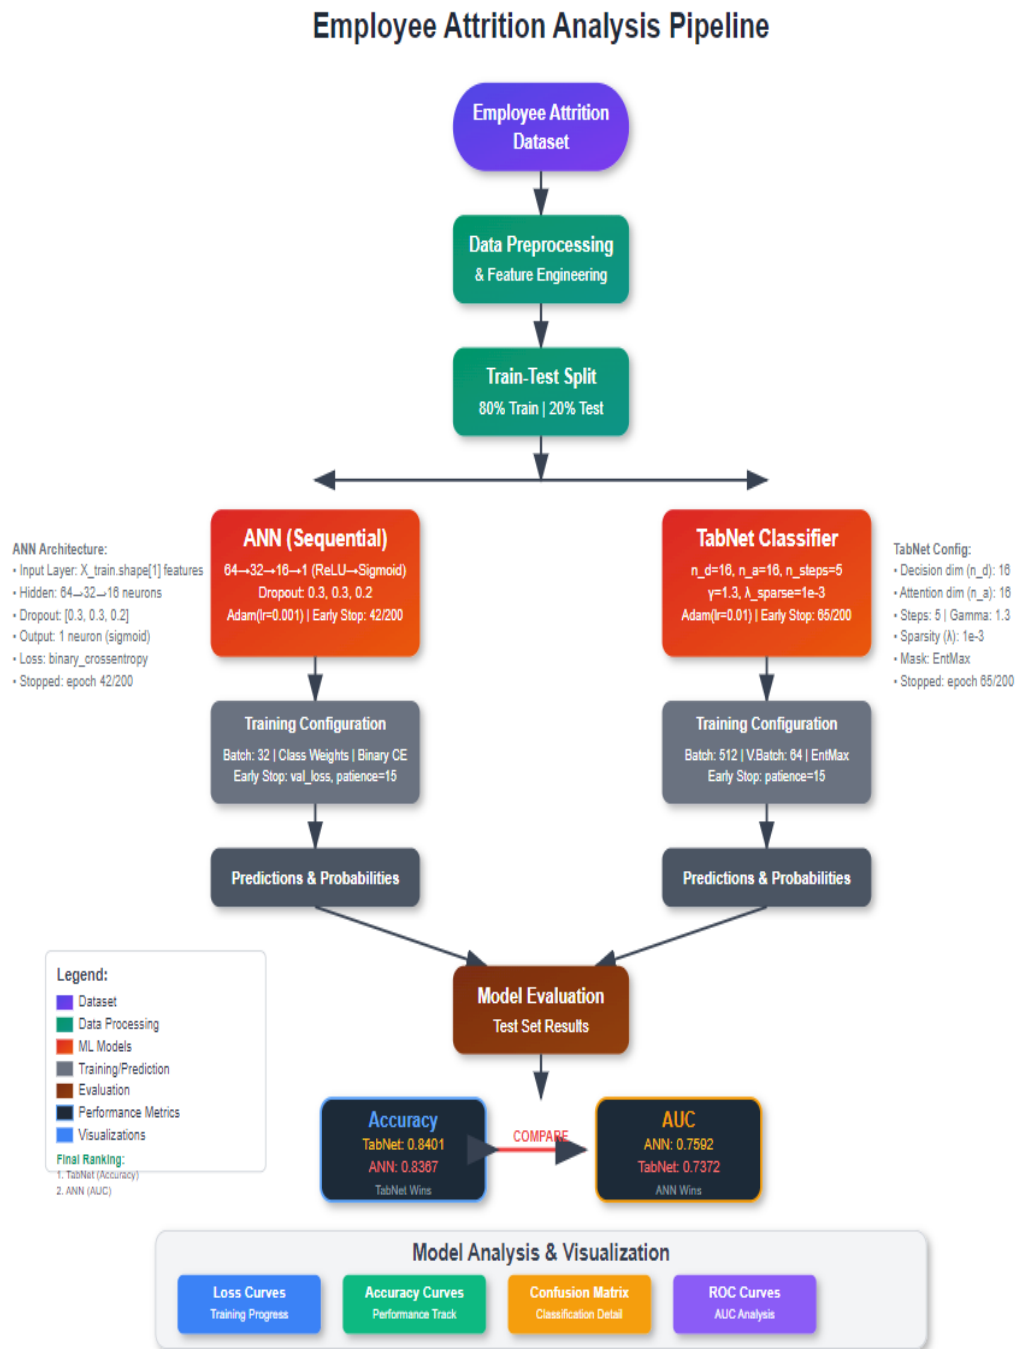 Employee Attrition Analysis Pipeline
Employee Attrition
Dataset
Data Preprocessing
& Feature Engineering
Train-Test Split
80% Train | 20% Test
ANN Architecture:
• Input Layer: X_train.shape[1] features
• Hidden: 64→32→16 neurons
• Dropout: [0.3, 0.3, 0.2]
• Output: 1 neuron (sigmoid)
• Loss: binary_crossentropy
• Stopped: epoch 42/200
ANN (Sequential)
64→32→16→1 (ReLU→Sigmoid)
Dropout: 0.3, 0.3, 0.2
Adam(lr=0.001) | Early Stop: 42/200
TabNet Classifier
n_d=16, n_a=16, n_steps=5
γ=1.3, λ_sparse=1e-3
Adam(lr=0.01) | Early Stop: 65/200
TabNet Config:
• Decision dim (n_d): 16
• Attention dim (n_a): 16
• Steps: 5 | Gamma: 1.3
• Sparsity (λ): 1e-3
• Mask: EntMax
• Stopped: epoch 65/200
Training Configuration
Batch: 32 | Class Weights | Binary CE
Early Stop: val_loss, patience=15
Training Configuration
Batch: 512 | V.Batch: 64 | EntMax
Early Stop: patience=15
Predictions & Probabilities
Predictions & Probabilities
Model Evaluation
Test Set Results
Legend:
Dataset
Data Processing
ML Models
Training/Prediction
Evaluation
Performance Metrics
Visualizations
Final Ranking:
1. TabNet (Accuracy)
2. ANN (AUC)
Accuracy
TabNet: 0.8401
ANN: 0.8367
TabNet Wins
COMPARE
AUC
ANN: 0.7592
TabNet: 0.7372
ANN Wins
Model Analysis & Visualization
Loss Curves
Training Progress
Accuracy Curves
Performance Track
Confusion Matrix
Classification Detail
ROC Curves
AUC Analysis